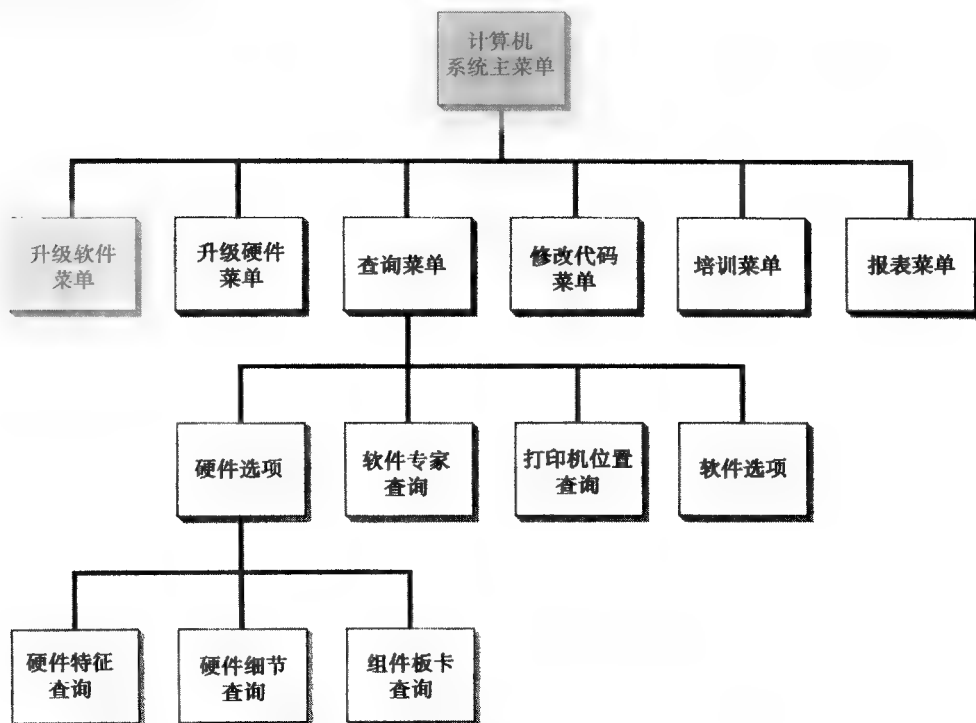 计算机
系统主菜单
升级软件
菜单
升级硬件
菜单
查询菜单
修改代码
菜单
培训菜单
报表菜单
硬件选项
软件专家
查询
打印机位置
查询
软件选项
硬件特征
查询
硬件细节
查询
组件板卡
查询